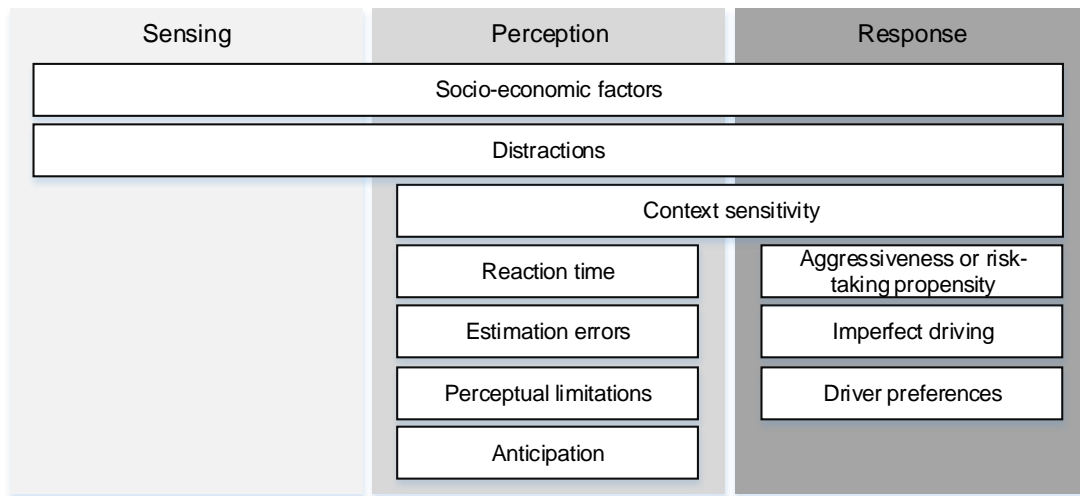 Sensing
Perception
Response
Socio-economic factors
Distractions
Context sensitivity
Reaction time
Aggressiveness or risk-
taking propensity
Estimation errors
Imperfect driving
Perceptual limitations
Driver preferences
Anticipation